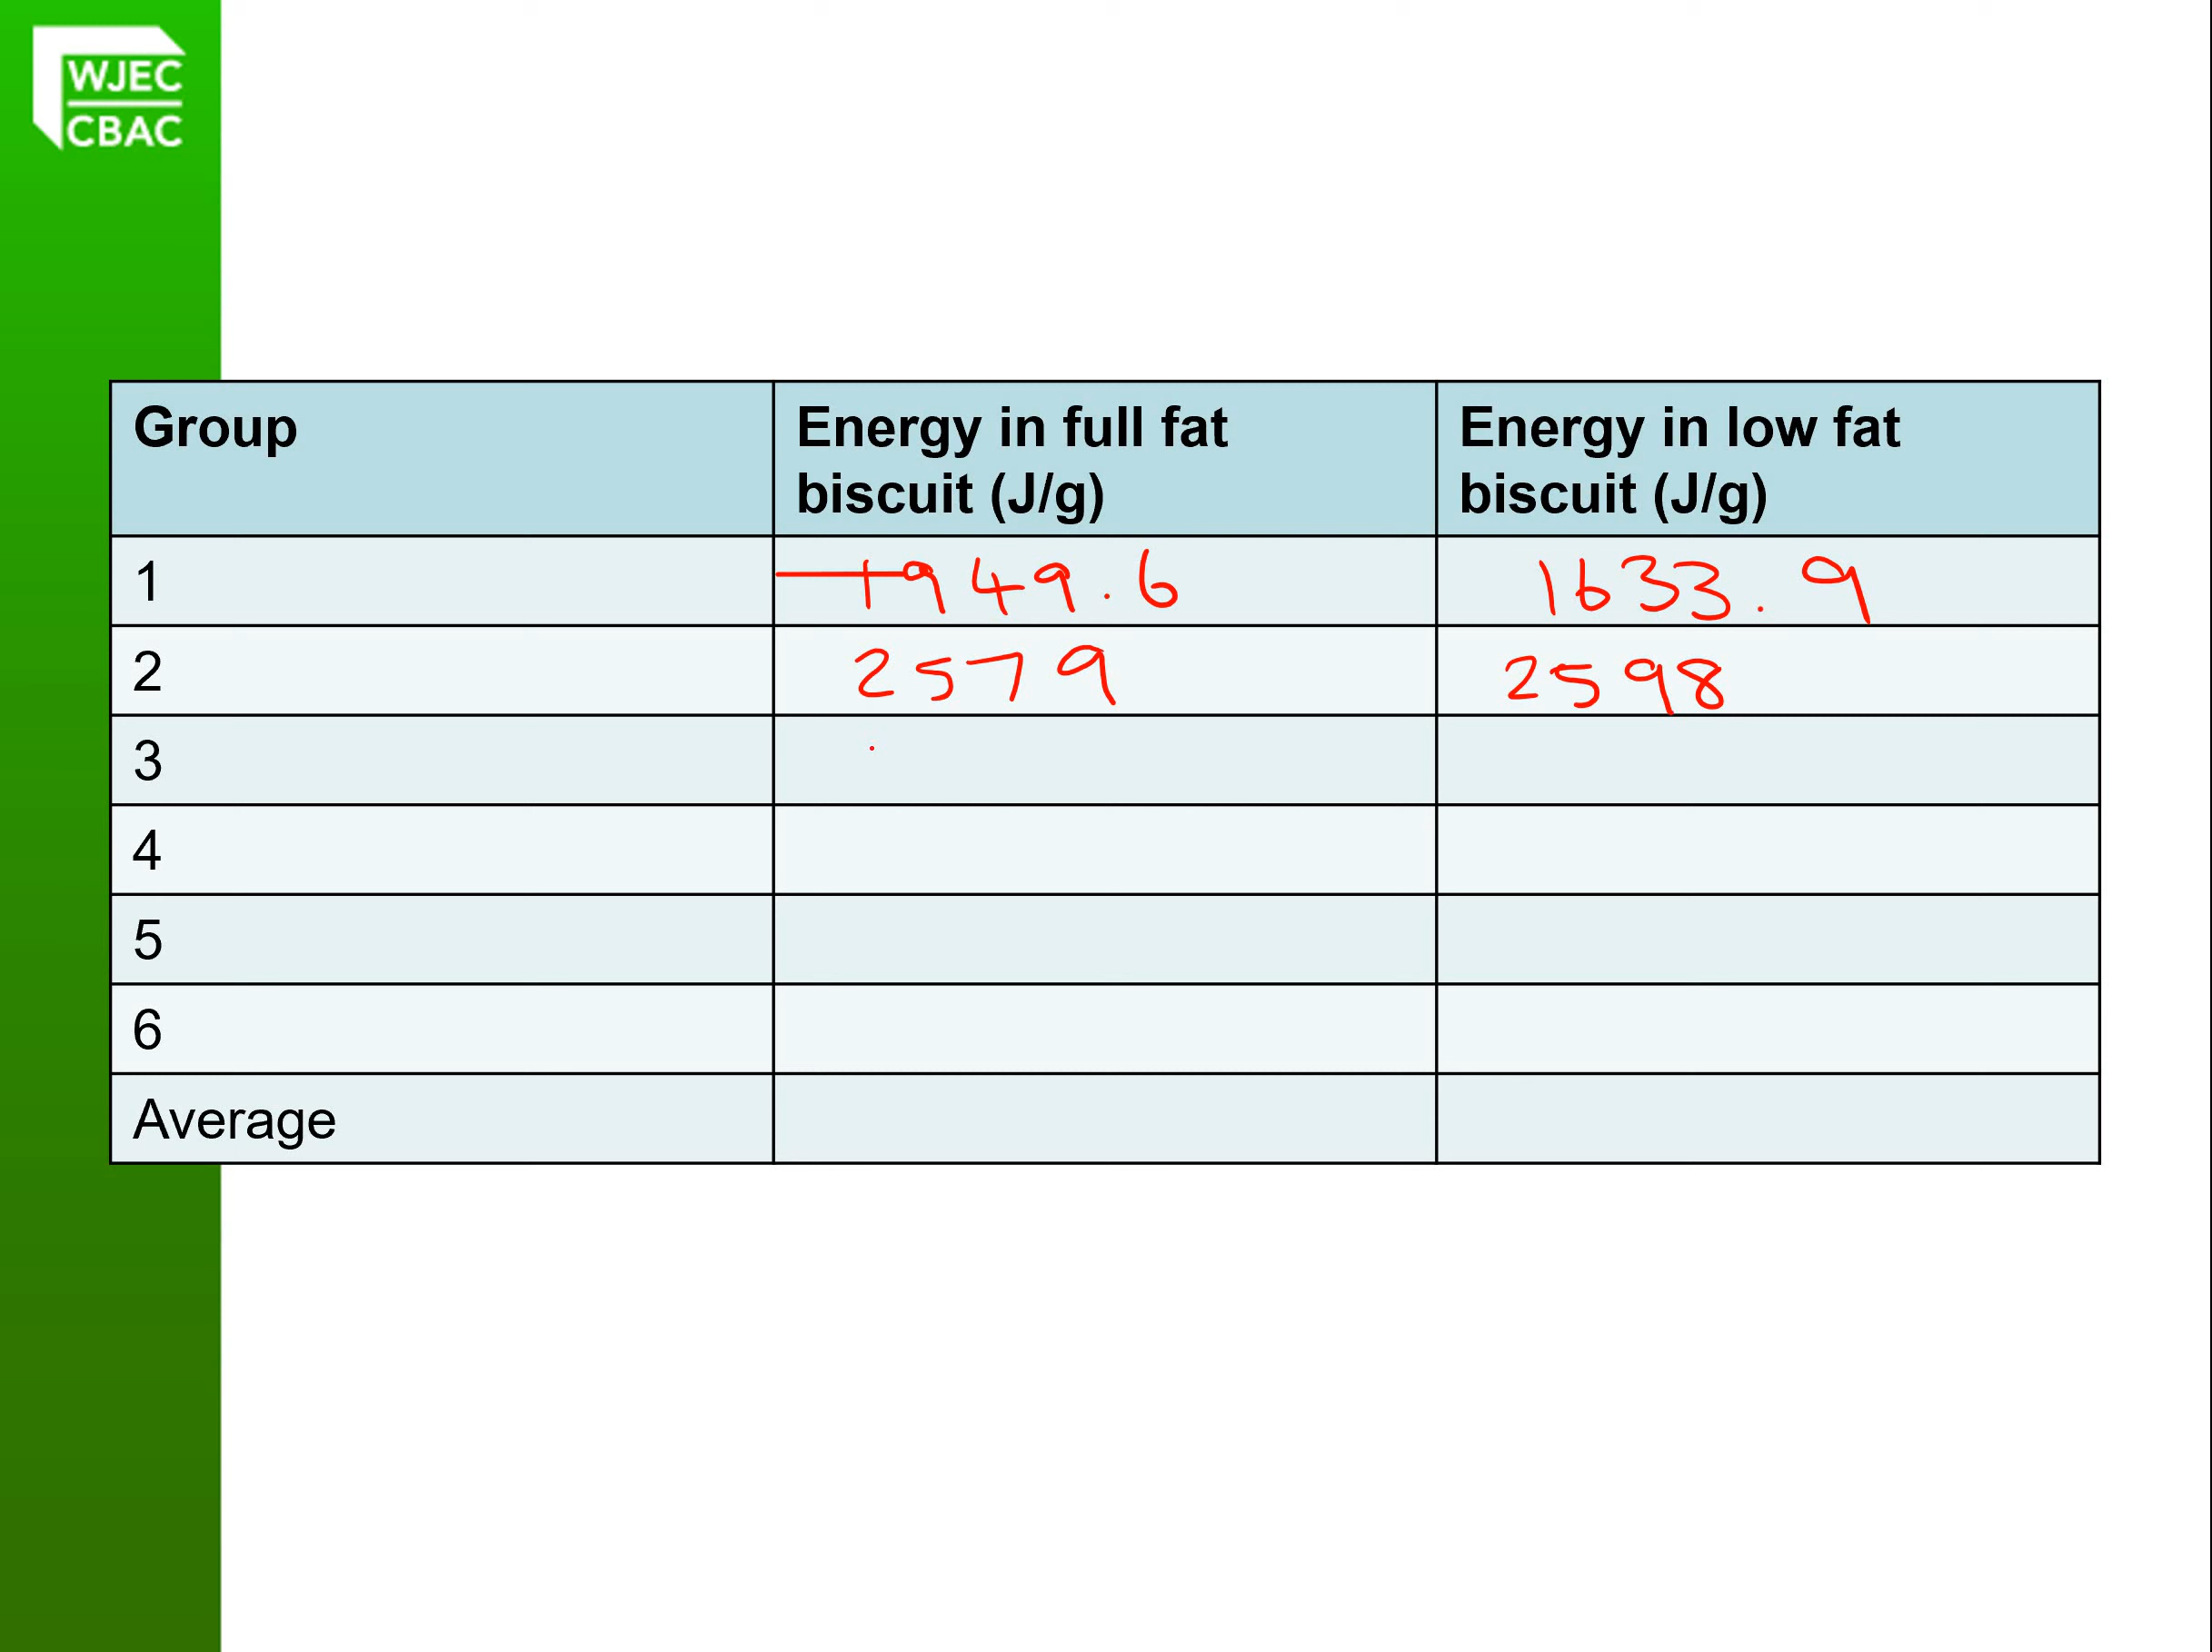 WJEC
CBAC
Group Energy in full fat biscuit (J/g) Energy in low fat biscuit (J/g)
1 1949.6 1633.9
2 2579 2598
3
4
5
6
Average